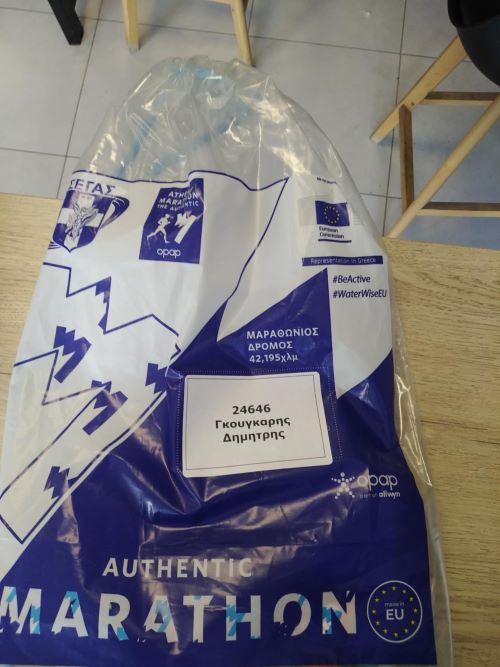 ΣΕΓΑΣ
ATHENS
MARATHON
THE AUTHENTIC
opap
European
Commission
Representation in Greece
#BeActive
#WaterWiseEU
ΜΑΡΑΘΩΝΙΟΣ
ΔΡΟΜΟΣ
42,195χλμ
24646
Γκουγκαρης
Δημητρης
opap
part of allwyn
AUTHENTIC
MARATHON
made in
EU